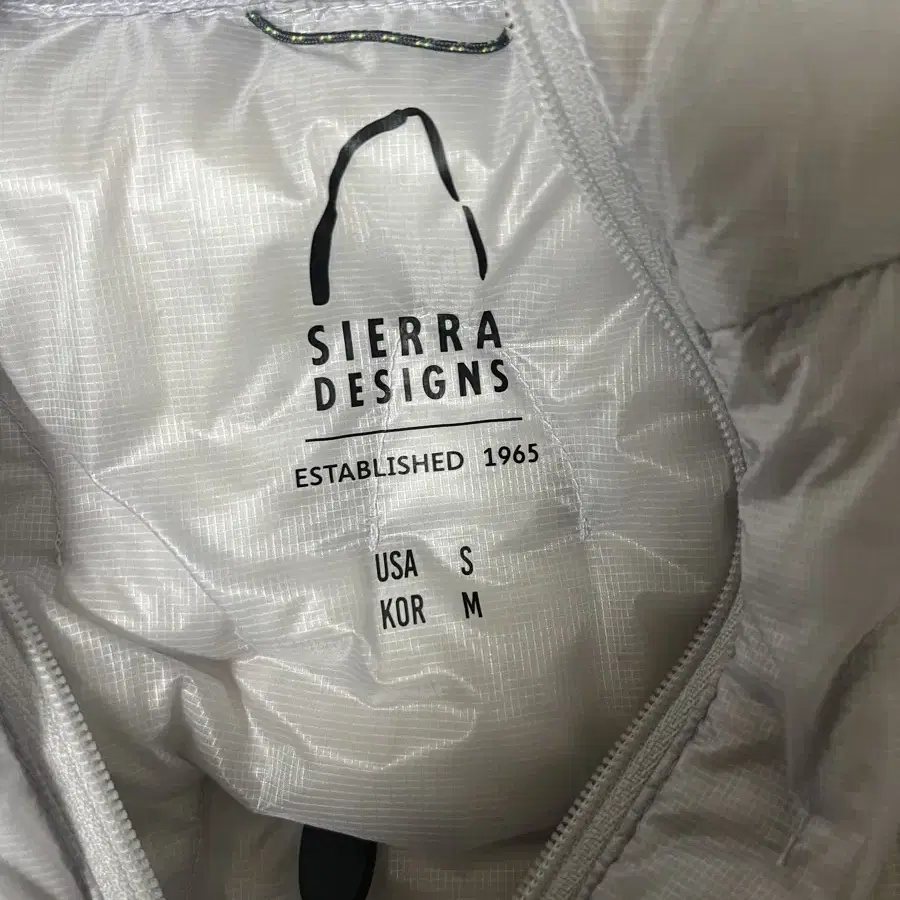 SIERRA
DESIGNS
ESTABLISHED 1965
USA S
KOR M